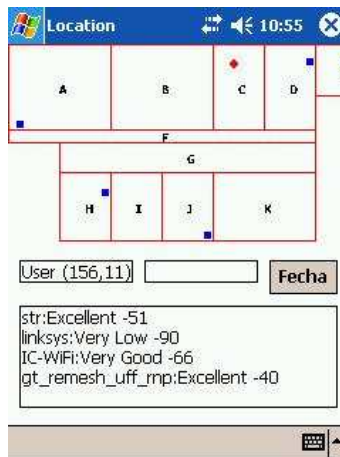 Location 10:55
A B C D
F
G
H I J K
User (156,11) Fecha
str:Excellent -51
linksys:Very Low -90
IC-WiFi:Very Good -66
gt_remesh_uff_rnp:Excellent -40